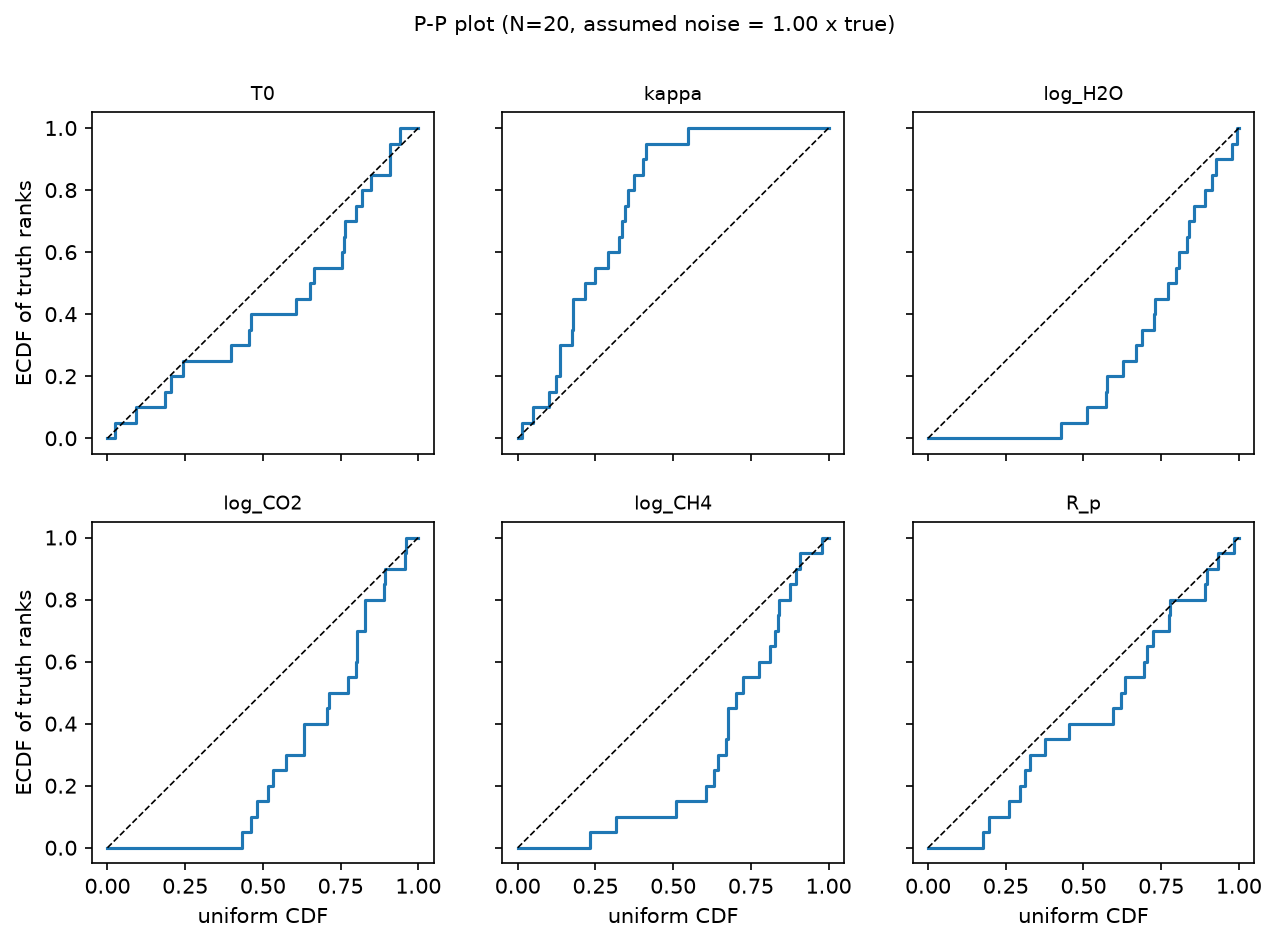 P-P plot (N=20, assumed noise = 1.00 x true)
T0
kappa
log_H2O
ECDF of truth ranks
1.0
0.8
0.6
0.4
0.2
0.0
log_CO2
log_CH4
R_p
ECDF of truth ranks
1.0
0.8
0.6
0.4
0.2
0.0
0.00 0.25 0.50 0.75 1.00
0.00 0.25 0.50 0.75 1.00
0.00 0.25 0.50 0.75 1.00
uniform CDF
uniform CDF
uniform CDF